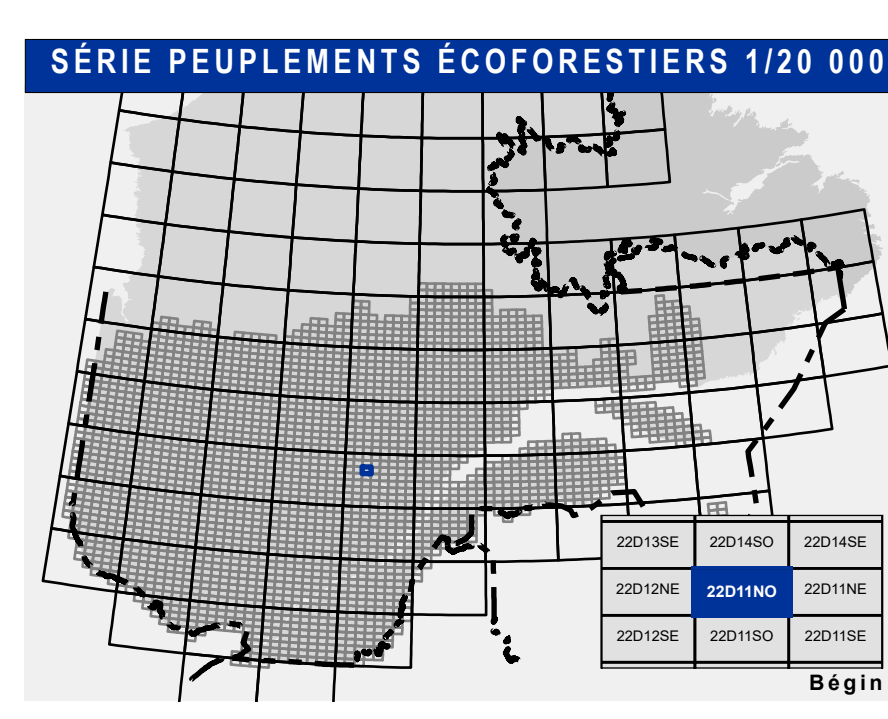 SÉRIE PEUPLEMENTS ÉCOFORESTIERS 1/20 000
22D13SE 22D14SO 22D14SE
22D12NE 22D11NO 22D11NE
22D12SE 22D11SO 22D11SE
Bégin